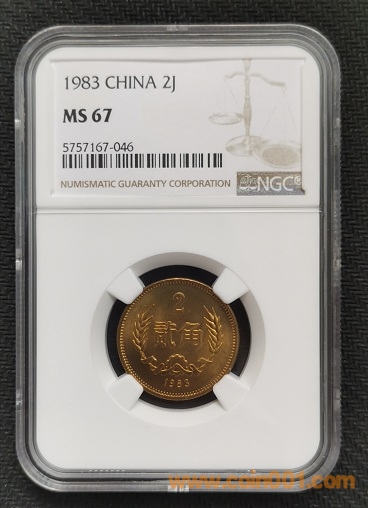 1983 CHINA 2J
MS 67
5757167-046
NUMISMATIC GUARANTY CORPORATION
NGC
2
贰角
1983
www.coin001.com